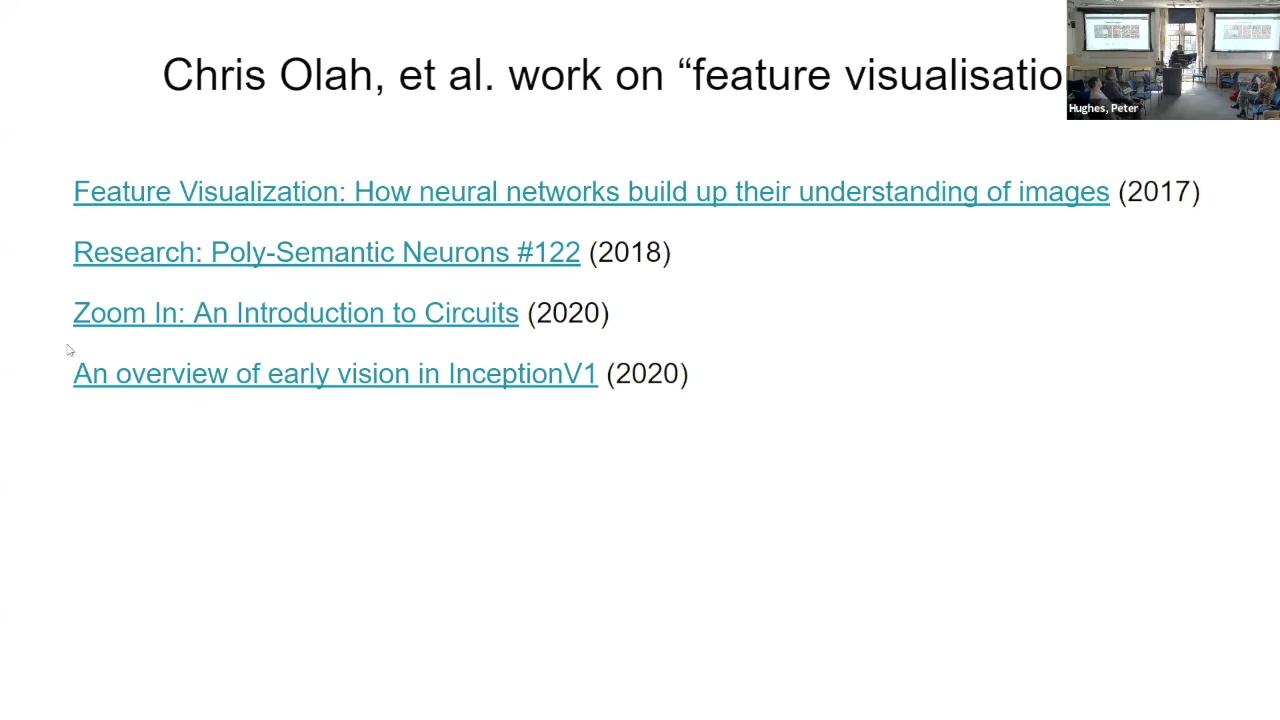 Chris Olah, et al. work on “feature visualisatio
Hughes, Peter
Feature Visualization: How neural networks build up their understanding of images (2017)
Research: Poly-Semantic Neurons #122 (2018)
Zoom In: An Introduction to Circuits (2020)
An overview of early vision in InceptionV1 (2020)